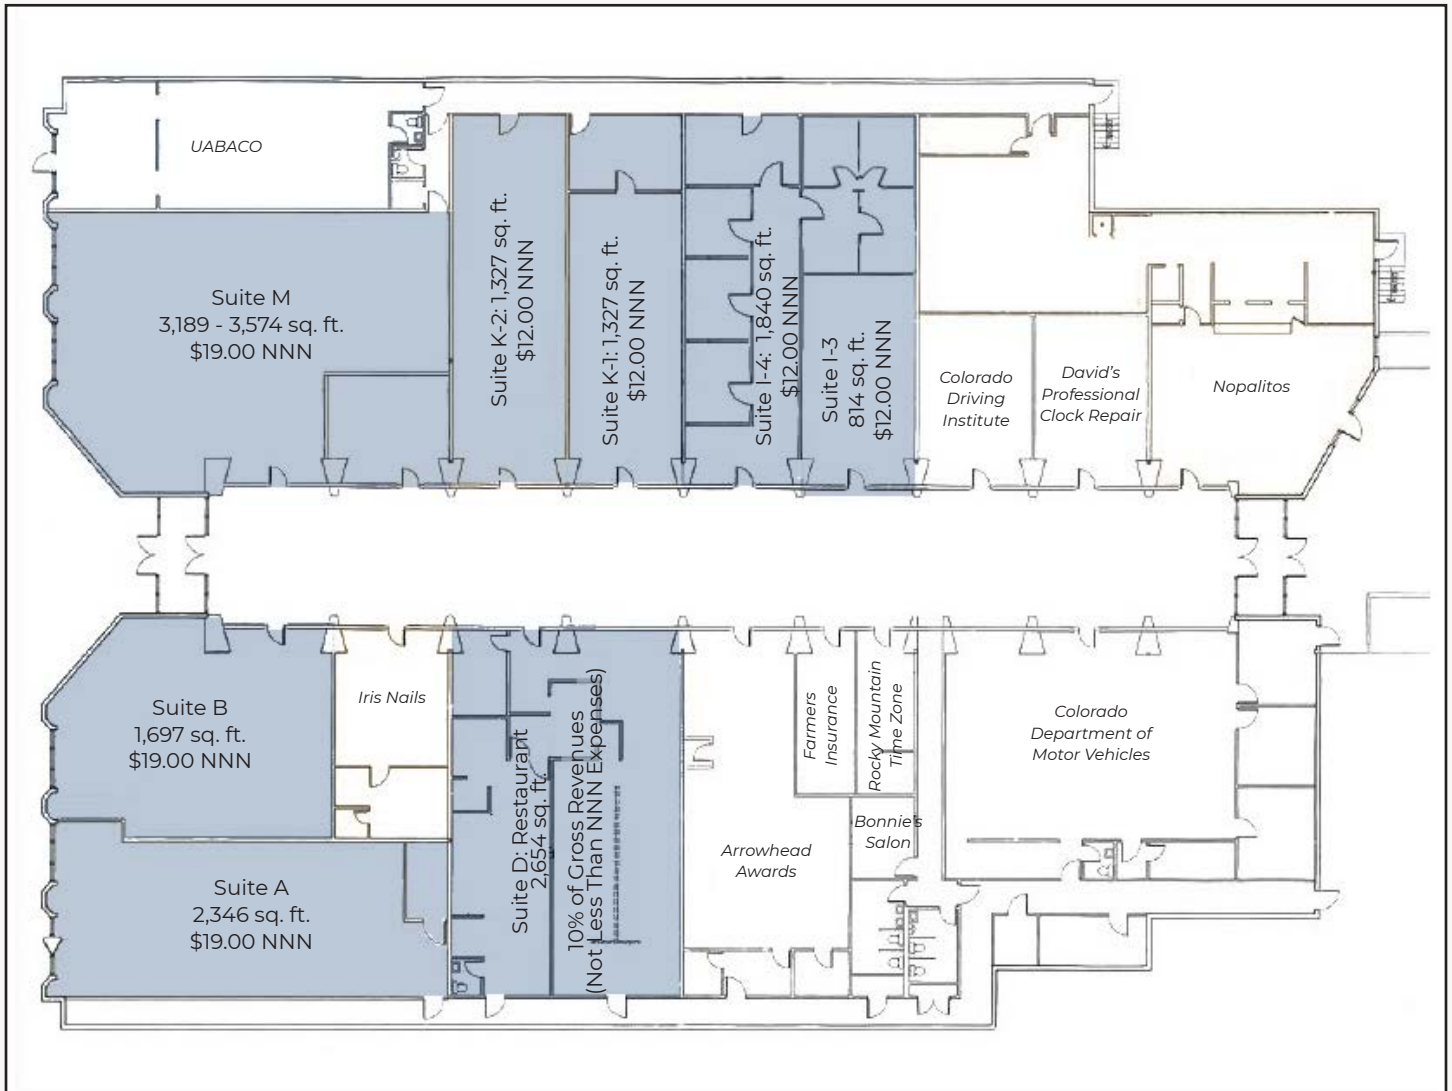 UABACO
Suite M
3,189 - 3,574 sq. ft.
$19.00 NNN
Suite K-2: 1,327 sq. ft.
$12.00 NNN
Suite K-1: 1,327 sq. ft.
$12.00 NNN
Suite I-4: 1,840 sq. ft.
$12.00 NNN
Suite I-3
814 sq. ft.
$12.00 NNN
Colorado
Driving
Institute
David's
Professional
Clock Repair
Nopalitos
Suite B
1,697 sq. ft.
$19.00 NNN
Iris Nails
Suite A
2,346 sq. ft.
$19.00 NNN
Suite D: Restaurant
2,654 sq. ft.
10% of Gross Revenues
(Not Less Than NNN Expenses)
Arrowhead
Awards
Farmers
Insurance
Rocky Mountain
Time Zone
Bonnie's
Salon
Colorado
Department of
Motor Vehicles